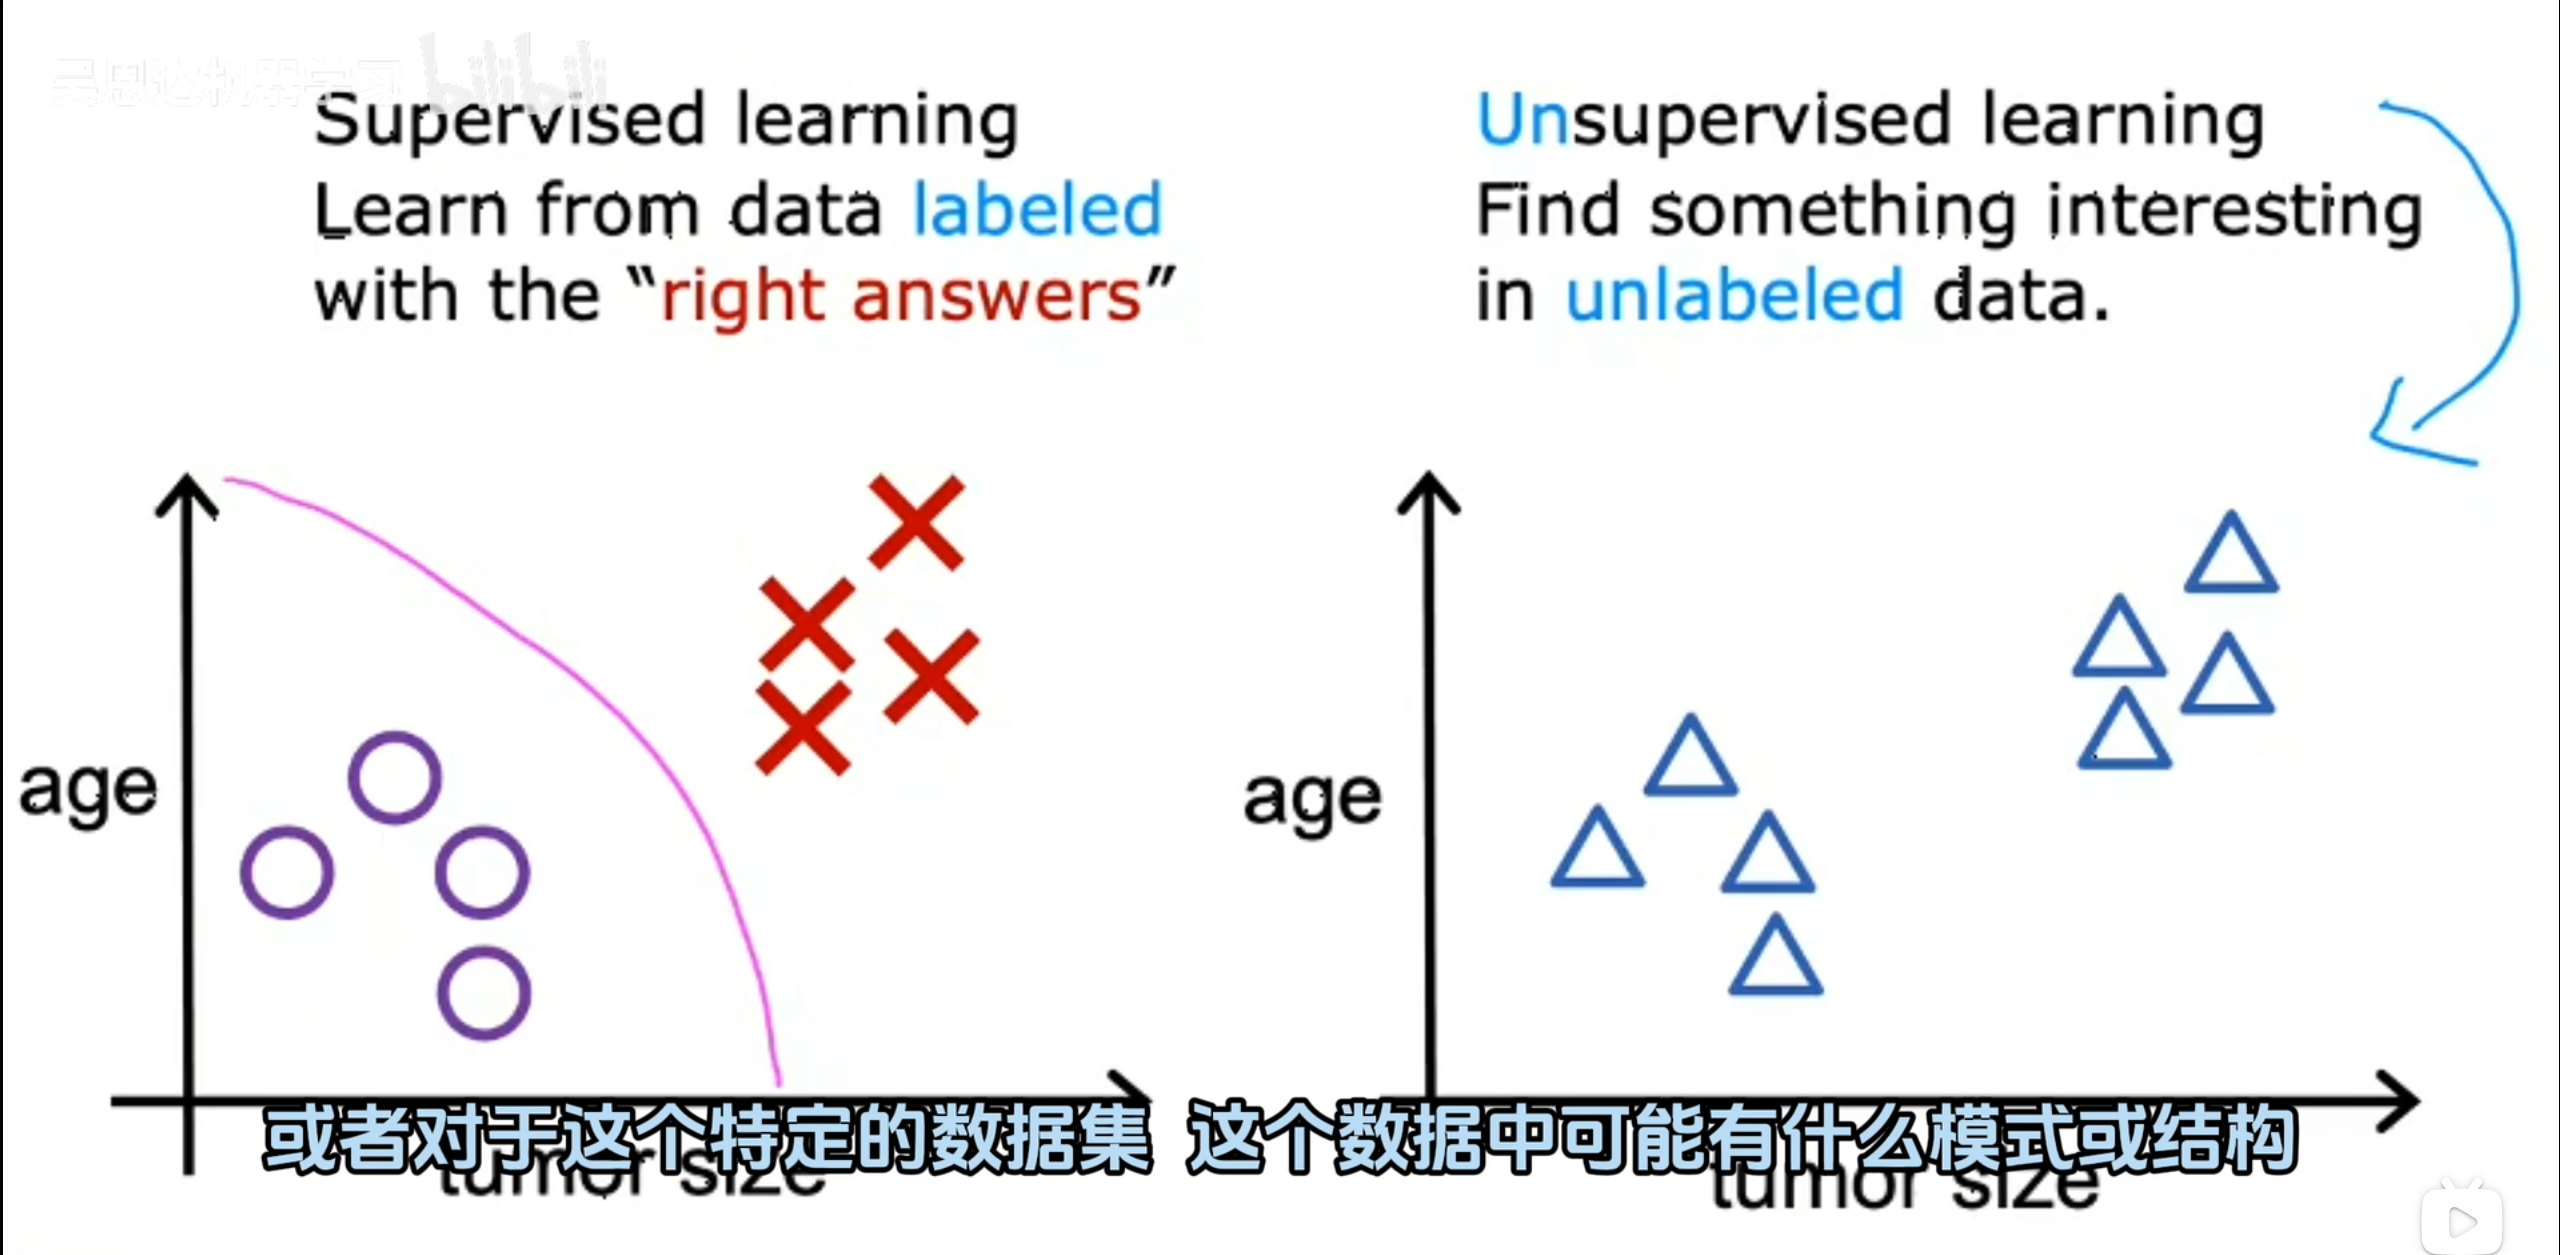 吴恩达机器学习 bilibili
Supervised learning
Learn from data labeled
with the “right answers”
Unsupervised learning
Find something interesting
in unlabeled data.
age
tumor size
age
tumor size
或者对于这个特定的数据集 这个数据中可能有什么模式或结构